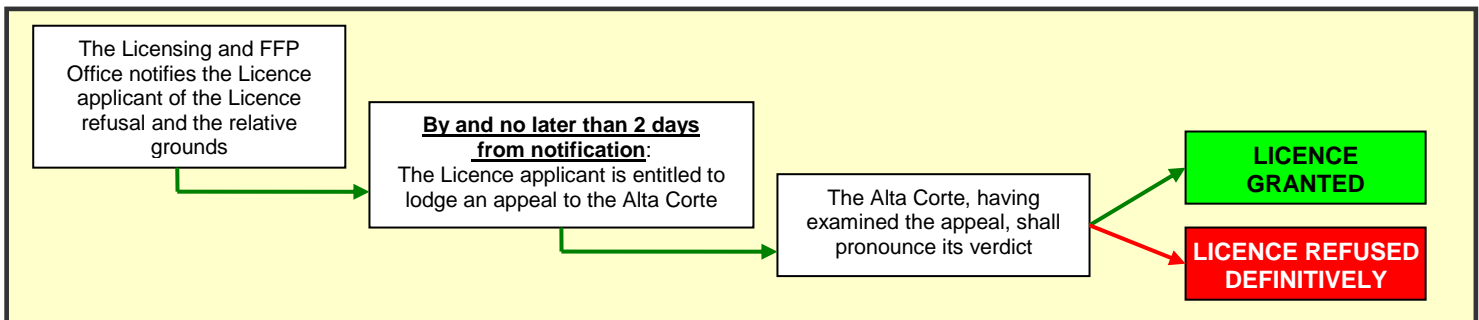 The Licensing and FFP
Office notifies the Licence
applicant of the Licence
refusal and the relative
grounds
By and no later than 2 days
from notification:
The Licence applicant is entitled to
lodge an appeal to the Alta Corte
The Alta Corte, having
examined the appeal, shall
pronounce its verdict
LICENCE
GRANTED
LICENCE REFUSED
DEFINITIVELY